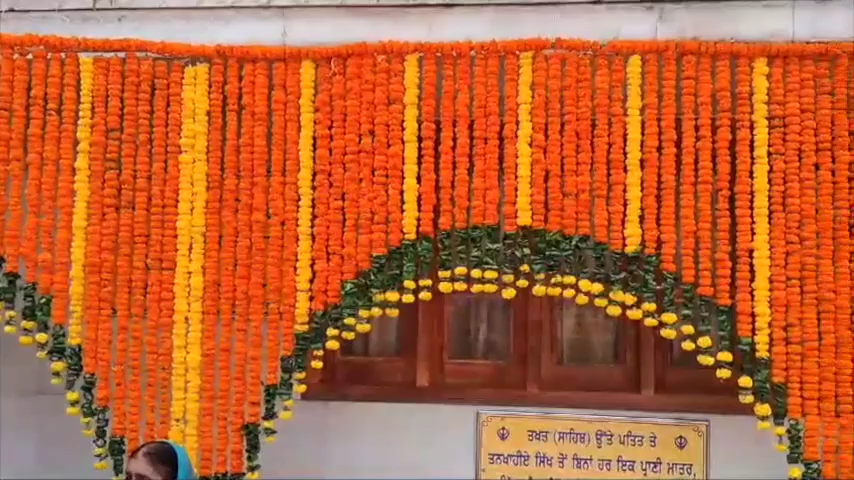 ਤਖ਼ਤ (ਸਾਹਿਬ) ਉੱਤੇ ਪਤਿਤ ਤੇ
ਤਨਖਾਹੀਏ ਸਿੱਖ ਤੋਂ ਬਿਨਾਂ ਹਰ ਇਕ ਪ੍ਰਾਣੀ ਮਾਤਰ,